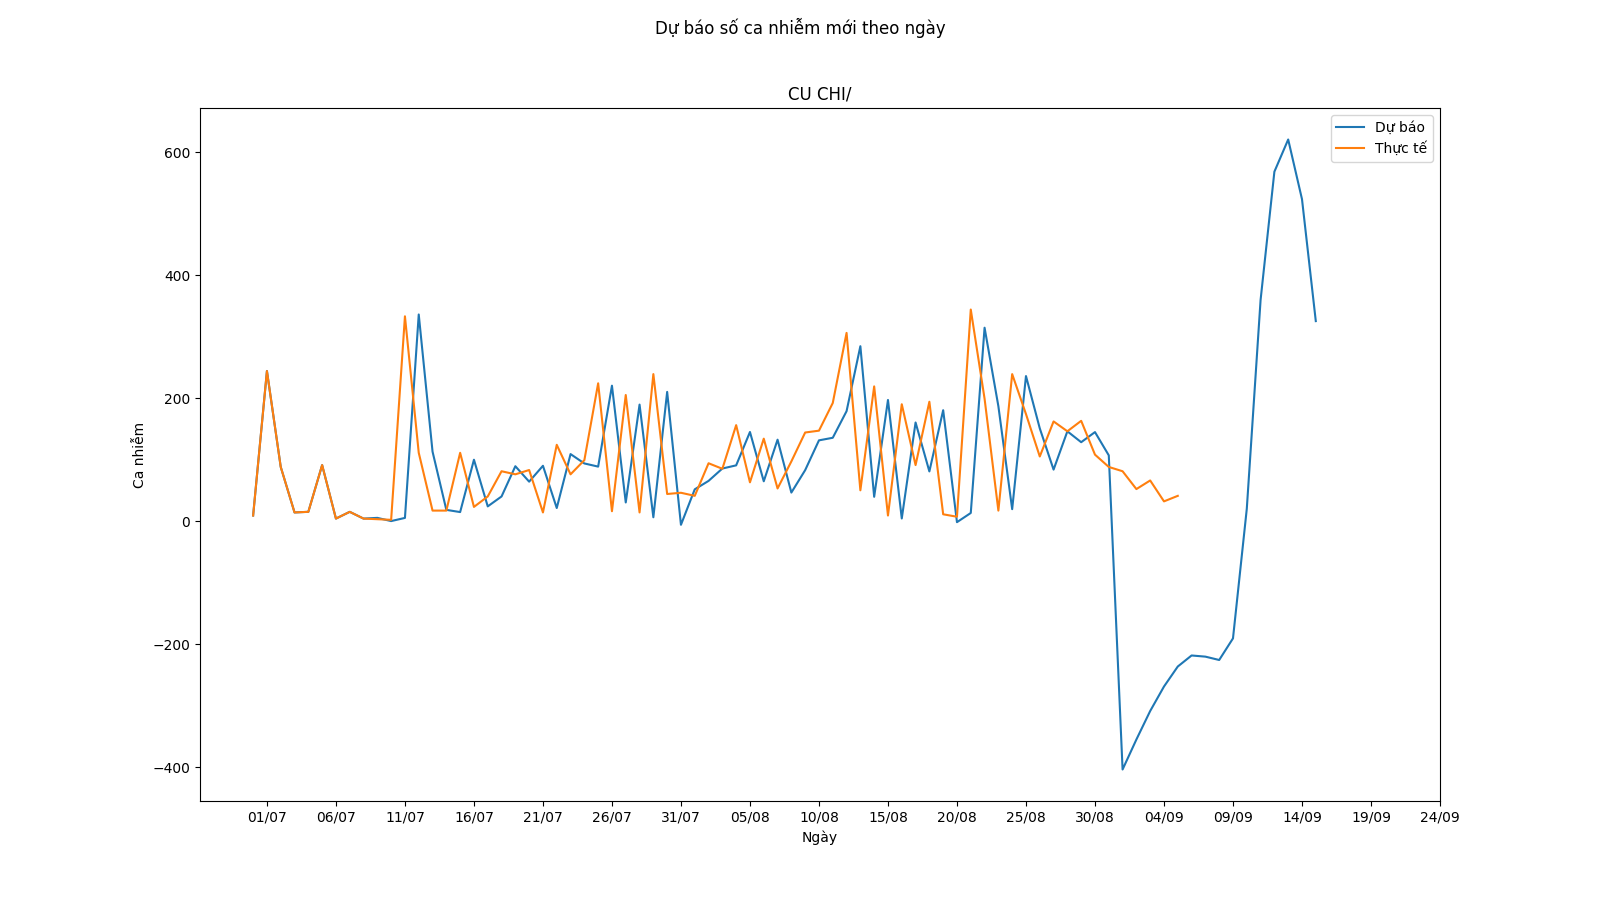 Dự báo số ca nhiễm mới theo ngày
CU CHI/
Dự báo
Thực tế
Ca nhiễm
600
400
200
0
−200
−400
01/07 06/07 11/07 16/07 21/07 26/07 31/07 05/08 10/08 15/08 20/08 25/08 30/08 04/09 09/09 14/09 19/09 24/09
Ngày